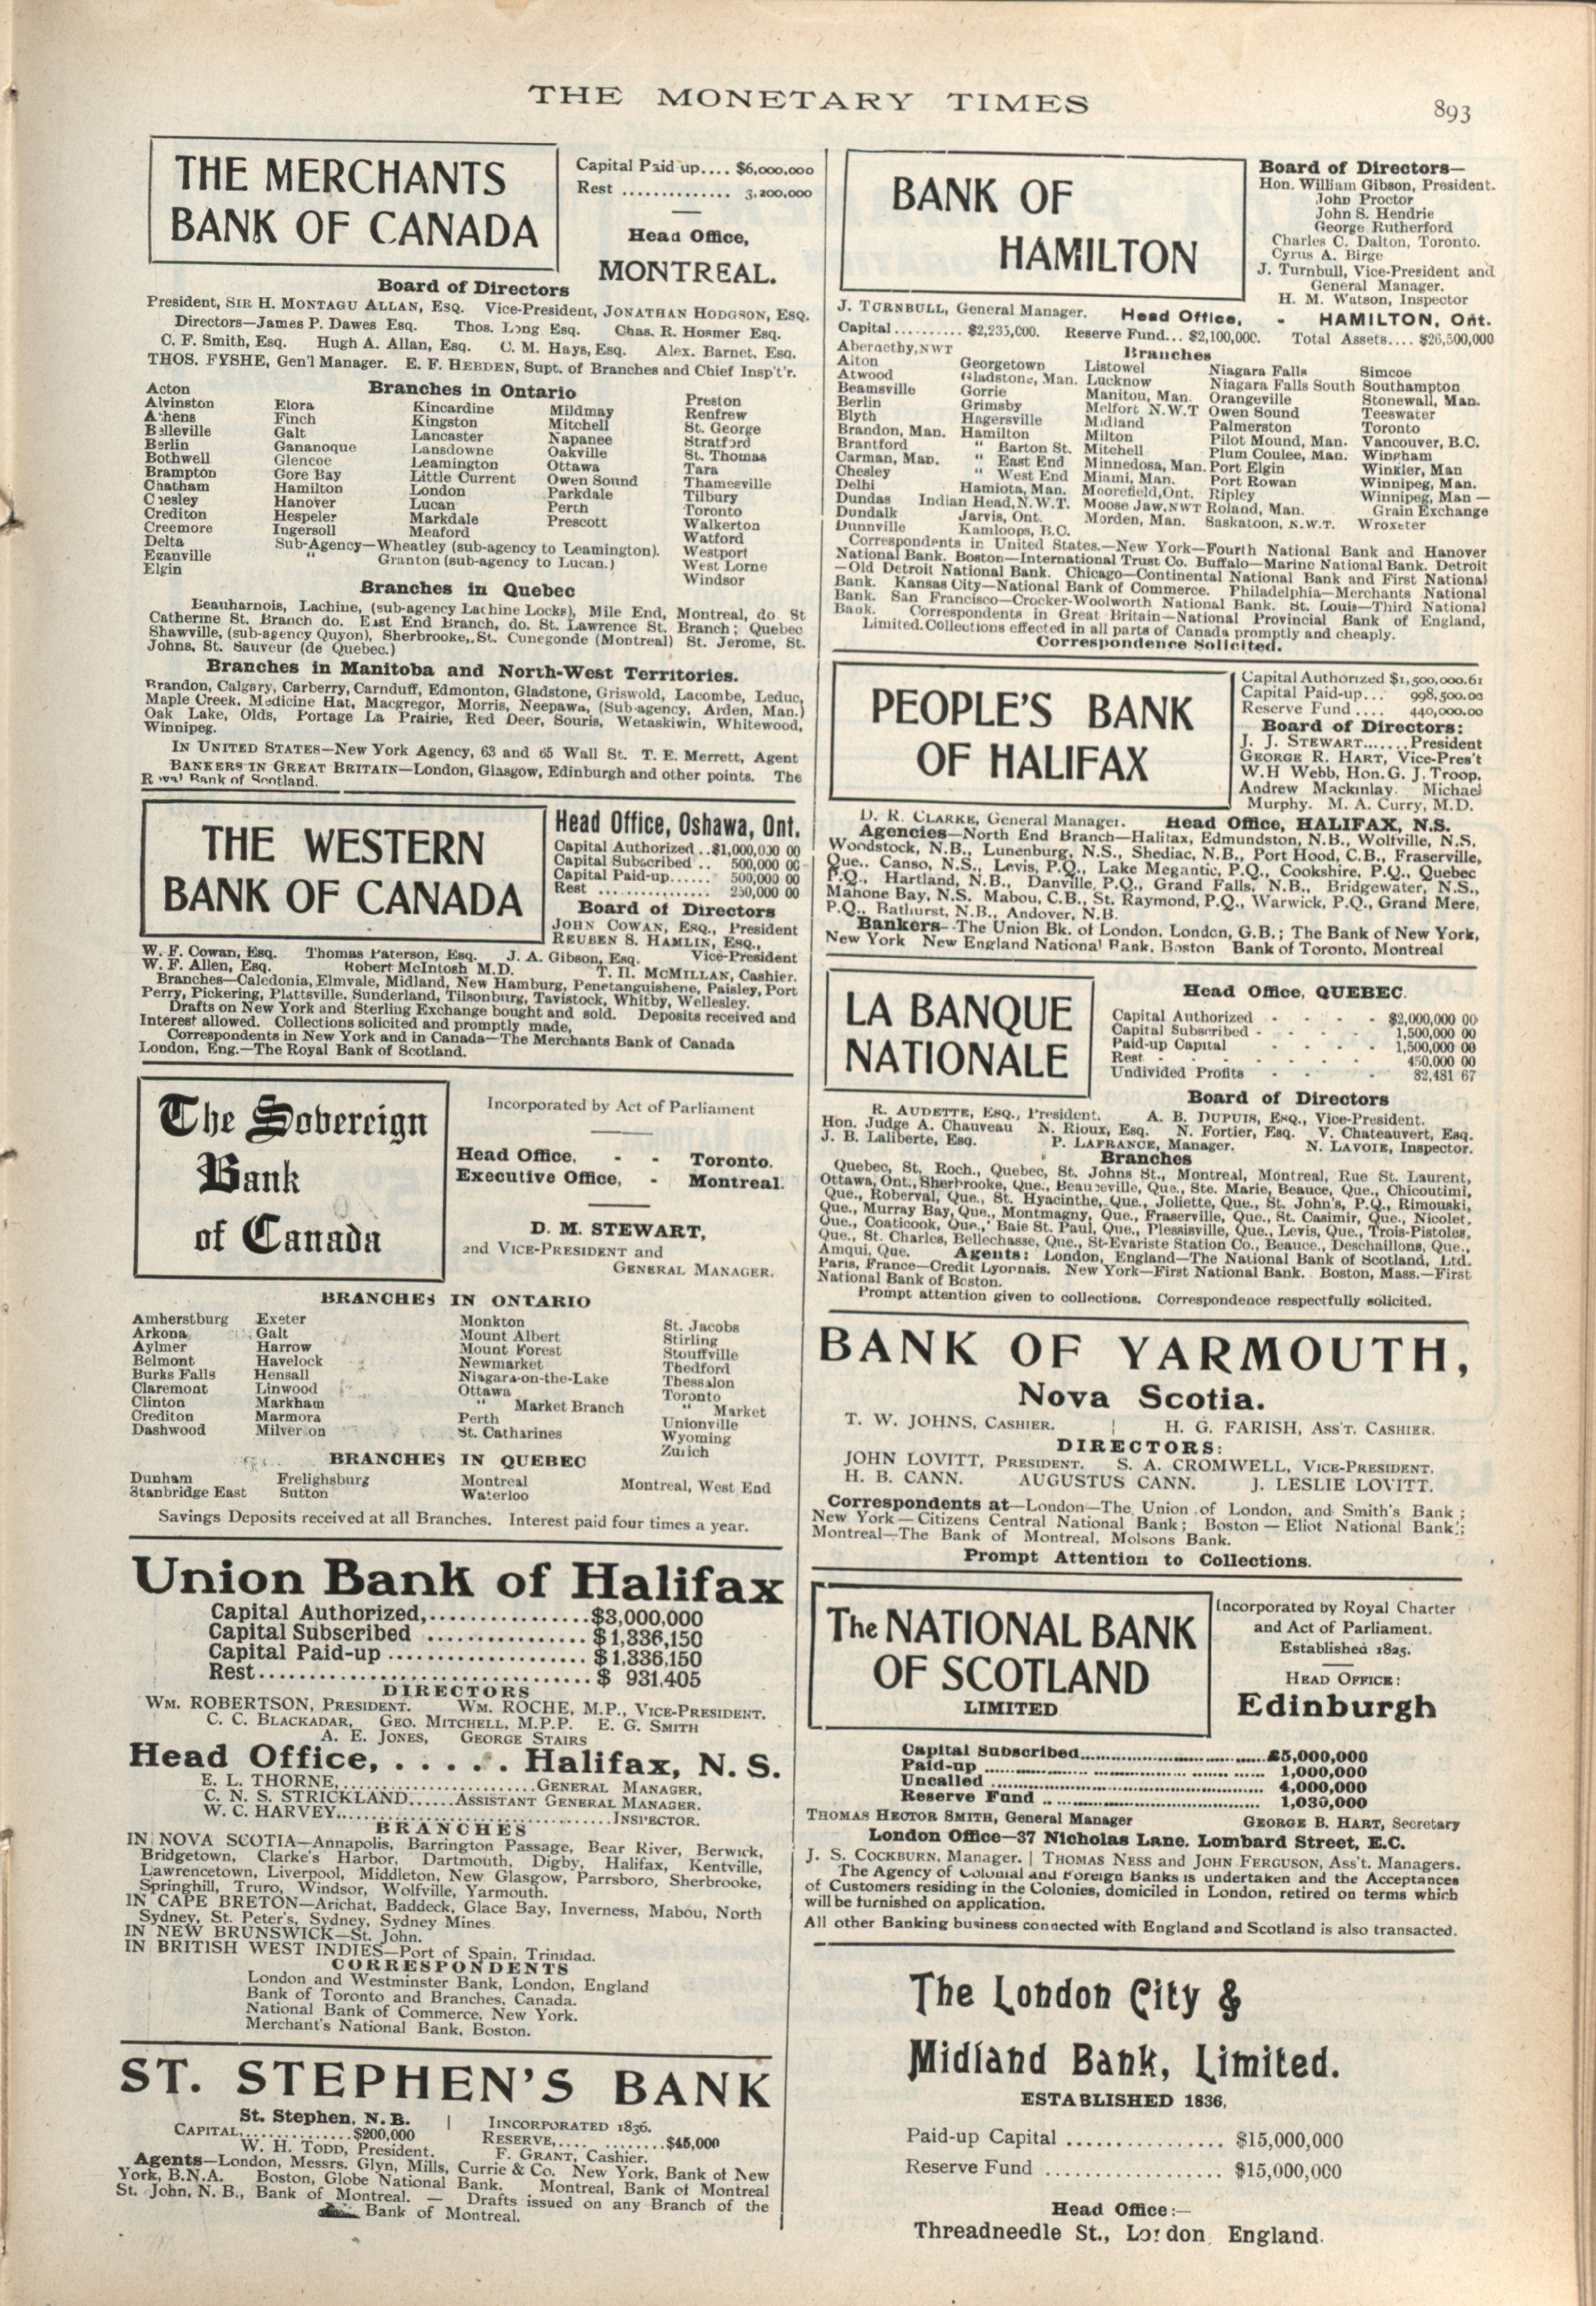 THE MONETARY TIMES
893
THE MERCHANTS
BANK OF CANADA
Capital Paid up.... $6,000,000
Rest .............. 3,200,000
Head Office,
MONTREAL.
Board of Directors
President, SIR H. MONTAGU ALLAN, ESQ. Vice-President, JONATHAN HODGSON, ESQ.
Directors—James P. Dawes Esq. Thos. Long Esq. Chas. R. Hosmer Esq.
C. F. Smith, Esq. Hugh A. Allan, Esq. C. M. Hays, Esq. Alex. Barnet, Esq.
THOS. FYSHE, Gen'l Manager. E. F. HEBDEN, Supt. of Branches and Chief Insp't'r.
Branches in Ontario
Acton
Alvinston
Athens
Belleville
Berlin
Bothwell
Brampton
Chatham
Chesley
Crediton
Creemore
Delta
Eganville
Elgin
Elora
Finch
Galt
Gananoque
Glencoe
Gore Bay
Hamilton
Hanover
Hespeler
Ingersoll
Kincardine
Kingston
Lancaster
Lansdowne
Leamington
Little Current
London
Lucan
Markdale
Meaford
Mildmay
Mitchell
Napanee
Oakville
Ottawa
Owen Sound
Parkdale
Perth
Prescott
Preston
Renfrew
St. George
Stratford
St. Thomas
Tara
Thamesville
Tilbury
Toronto
Walkerton
Watford
Westport
West Lorne
Windsor
Sub-Agency—Wheatley (sub-agency to Leamington).
" Granton (sub-agency to Lucan.)
Branches in Quebec
Beauharnois, Lachine, (sub-agency Lachine Locks), Mile End, Montreal, do. St
Catherine St. Branch do. East End Branch, do. St. Lawrence St. Branch; Quebec
Shawville, (sub-agency Quyon), Sherbrooke, St. Cunegonde (Montreal) St. Jerome, St.
Johns, St. Sauveur (de Quebec.)
Branches in Manitoba and North-West Territories.
Brandon, Calgary, Carberry, Carnduff, Edmonton, Gladstone, Griswold, Lacombe, Leduc,
Maple Creek, Medicine Hat, Macgregor, Morris, Neepawa, (Sub-agency, Arden, Man.)
Oak Lake, Olds, Portage La Prairie, Red Deer, Souris, Wetaskiwin, Whitewood,
Winnipeg.
IN UNITED STATES—New York Agency, 63 and 65 Wall St. T. E. Merrett, Agent
BANKERS IN GREAT BRITAIN—London, Glasgow, Edinburgh and other points. The
Royal Bank of Scotland.
THE WESTERN
BANK OF CANADA
Head Office, Oshawa, Ont.
Capital Authorized ..$1,000,000 00
Capital Subscribed .. 500,000 00
Capital Paid-up...... 500,000 00
Rest ............... 250,000 00
Board of Directors
JOHN COWAN, ESQ., President
REUBEN S. HAMLIN, ESQ.,
Vice-President
W. F. Cowan, Esq. Thomas Paterson, Esq. J. A. Gibson, Esq.
W. F. Allen, Esq. Robert McIntosh M.D. T. H. MCMILLAN, Cashier.
Branches—Caledonia, Elmvale, Midland, New Hamburg, Penetanguishene, Paisley, Port
Perry, Pickering, Plattsville, Sunderland, Tilsonburg, Tavistock, Whitby, Wellesley.
Drafts on New York and Sterling Exchange bought and sold. Deposits received and
Interest allowed. Collections solicited and promptly made,
Correspondents in New York and in Canada—The Merchants Bank of Canada
London, Eng.—The Royal Bank of Scotland.
The Sovereign
Bank
of Canada
Incorporated by Act of Parliament
Head Office, - - Toronto.
Executive Office, - Montreal.
D. M. STEWART,
2nd VICE-PRESIDENT and
GENERAL MANAGER.
BRANCHES IN ONTARIO
Amherstburg
Arkona
Aylmer
Belmont
Burks Falls
Claremont
Clinton
Crediton
Dashwood
Exeter
Galt
Harrow
Havelock
Hensall
Linwood
Markham
Marmora
Milverton
Monkton
Mount Albert
Mount Forest
Newmarket
Niagara-on-the-Lake
Ottawa
" Market Branch
Perth
St. Catharines
St. Jacobs
Stirling
Stouffville
Thedford
Thessalon
Toronto
" Market
Unionville
Wyoming
Zurich
BRANCHES IN QUEBEC
Dunham Frelighsburg Montreal Montreal, West End
Stanbridge East Sutton Waterloo
Savings Deposits received at all Branches. Interest paid four times a year.
Union Bank of Halifax
Capital Authorized,................$3,000,000
Capital Subscribed ................$1,336,150
Capital Paid-up ....................$1,336,150
Rest..................................$ 931,405
DIRECTORS
WM. ROBERTSON, PRESIDENT. WM. ROCHE, M.P., VICE-PRESIDENT.
C. C. BLACKADAR, GEO. MITCHELL, M.P.P. E. G. SMITH
A. E. JONES, GEORGE STAIRS
Head Office, . . . . . Halifax, N. S.
E. L. THORNE,........................GENERAL MANAGER,
C. N. S. STRICKLAND......ASSISTANT GENERAL MANAGER.
W. C. HARVEY..................................INSPECTOR.
BRANCHES
IN NOVA SCOTIA—Annapolis, Barrington Passage, Bear River, Berwick,
Bridgetown, Clarke's Harbor, Dartmouth, Digby, Halifax, Kentville,
Lawrencetown, Liverpool, Middleton, New Glasgow, Parrsboro, Sherbrooke,
Springhill, Truro, Windsor, Wolfville, Yarmouth.
IN CAPE BRETON—Arichat, Baddeck, Glace Bay, Inverness, Mabou, North
Sydney, St. Peter's, Sydney, Sydney Mines.
IN NEW BRUNSWICK—St. John.
IN BRITISH WEST INDIES—Port of Spain, Trinidad.
CORRESPONDENTS
London and Westminster Bank, London, England
Bank of Toronto and Branches, Canada.
National Bank of Commerce, New York.
Merchant's National Bank, Boston.
ST. STEPHEN'S BANK
St. Stephen, N. B. | IINCORPORATED 1836.
CAPITAL,..............$200,000 RESERVE,............$45,000
W. H. TODD, President. F. GRANT, Cashier.
Agents—London, Messrs. Glyn, Mills, Currie & Co. New York, Bank of New
York, B.N.A. Boston, Globe National Bank. Montreal, Bank of Montreal
St. John, N. B., Bank of Montreal. — Drafts issued on any Branch of the
Bank of Montreal.
BANK OF
HAMILTON
Board of Directors—
Hon. William Gibson, President.
John Proctor
John S. Hendrie
George Rutherford
Charles C. Dalton, Toronto.
Cyrus A. Birge
J. Turnbull, Vice-President and
General Manager.
H. M. Watson, Inspector
J. TURNBULL, General Manager. Head Office, - HAMILTON, Ont.
Capital.......... $2,235,000. Reserve Fund... $2,100,000. Total Assets.... $26,500,000
Branches
Abernethy, NWT
Alton
Atwood
Beamsville
Berlin
Blyth
Brandon, Man.
Brantford
Carman, Man.
Chesley
Delhi
Dundas
Dundalk
Dunnville
Georgetown
Gladstone, Man.
Gorrie
Grimsby
Hagersville
Hamilton
" Barton St.
" East End
" West End
Hamiota, Man.
Indian Head, N.W.T.
Jarvis, Ont.
Kamloops, B.C.
Listowel
Lucknow
Manitou, Man.
Melfort N.W.T
Midland
Milton
Mitchell
Minnedosa, Man.
Miami, Man.
Moorefield, Ont.
Moose Jaw, NWT
Morden, Man.
Niagara Falls
Niagara Falls South
Orangeville
Owen Sound
Palmerston
Pilot Mound, Man.
Plum Coulee, Man.
Port Elgin
Port Rowan
Ripley
Roland, Man.
Saskatoon, N.W.T.
Simcoe
Southampton
Stonewall, Man.
Teeswater
Toronto
Vancouver, B.C.
Wingham
Winkler, Man
Winnipeg, Man.
Winnipeg, Man —
Grain Exchange
Wroxeter
Correspondents in United States.—New York—Fourth National Bank and Hanover
National Bank. Boston—International Trust Co. Buffalo—Marine National Bank. Detroit
—Old Detroit National Bank. Chicago—Continental National Bank and First National
Bank. Kansas City—National Bank of Commerce. Philadelphia—Merchants National
Bank. San Francisco—Crocker-Woolworth National Bank. St. Louis—Third National
Bank. Correspondents in Great Britain—National Provincial Bank of England,
Limited. Collections effected in all parts of Canada promptly and cheaply.
Correspondence Solicited.
PEOPLE'S BANK
OF HALIFAX
Capital Authorized $1,500,000.61
Capital Paid-up... 998,500.00
Reserve Fund .... 440,000.00
Board of Directors:
J. J. STEWART.......President
GEORGE R. HART, Vice-Pres't
W.H Webb, Hon. G. J. Troop.
Andrew Mackinlay. Michael
Murphy. M. A. Curry, M.D.
D. R. CLARKE, General Manager. Head Office, HALIFAX, N.S.
Agencies—North End Branch—Halifax, Edmundston, N.B., Wolfville, N.S.
Woodstock, N.B., Lunenburg, N.S., Shediac, N.B., Port Hood, C.B., Fraserville,
Que., Canso, N.S., Levis, P.Q., Lake Megantic, P.Q., Cookshire, P.Q., Quebec
P.Q., Hartland, N.B., Danville, P.Q., Grand Falls, N.B., Bridgewater, N.S.,
Mahone Bay, N.S. Mabou, C.B., St. Raymond, P.Q., Warwick, P.Q., Grand Mere,
P.Q., Bathurst, N.B., Andover, N.B.
Bankers—The Union Bk. of London, London, G.B.; The Bank of New York,
New York New England National Bank, Boston Bank of Toronto, Montreal
LA BANQUE
NATIONALE
Head Office, QUEBEC.
Capital Authorized - - - - $2,000,000 00
Capital Subscribed - - - - 1,500,000 00
Paid-up Capital - - - - 1,500,000 00
Rest - - - - - - 450,000 00
Undivided Profits - - - 82,481 67
Board of Directors
R. AUDETTE, ESQ., President. A. B. DUPUIS, ESQ., Vice-President.
Hon. Judge A. Chauveau N. Rioux, Esq. N. Fortier, Esq. V. Chateauvert, Esq.
J. B. Laliberte, Esq. P. LAFRANCE, Manager. N. LAVOIE, Inspector.
Branches
Quebec, St. Roch., Quebec, St. Johns St., Montreal, Montreal, Rue St. Laurent,
Ottawa, Ont., Sherbrooke, Que., Beauceville, Que., Ste. Marie, Beauce, Que., Chicoutimi,
Que., Roberval, Que., St. Hyacinthe, Que., Joliette, Que., St. John's, P.Q., Rimouski,
Que., Murray Bay, Que., Montmagny, Que., Fraserville, Que., St. Casimir, Que., Nicolet,
Que., Coaticook, Que., Baie St. Paul, Que., Plessisville, Que., Levis, Que., Trois-Pistoles,
Que., St. Charles, Bellechasse, Que., St-Evariste Station Co., Beauce., Deschaillons, Que.,
Amqui, Que. Agents: London, England—The National Bank of Scotland, Ltd.
Paris, France—Credit Lyonnais. New York—First National Bank. Boston, Mass.—First
National Bank of Boston.
Prompt attention given to collections. Correspondence respectfully solicited.
BANK OF YARMOUTH,
Nova Scotia.
T. W. JOHNS, CASHIER. | H. G. FARISH, ASS'T. CASHIER.
DIRECTORS:
JOHN LOVITT, PRESIDENT. S. A. CROMWELL, VICE-PRESIDENT.
H. B. CANN. AUGUSTUS CANN. J. LESLIE LOVITT.
Correspondents at—London—The Union of London, and Smith's Bank;
New York—Citizens Central National Bank; Boston—Eliot National Bank;
Montreal—The Bank of Montreal, Molsons Bank.
Prompt Attention to Collections.
The NATIONAL BANK
OF SCOTLAND
LIMITED
Incorporated by Royal Charter
and Act of Parliament.
Established 1825.
HEAD OFFICE:
Edinburgh
Capital Subscribed................................£5,000,000
Paid-up ................................ 1,000,000
Uncalled ................................ 4,000,000
Reserve Fund ................................ 1,030,000
THOMAS HECTOR SMITH, General Manager GEORGE B. HART, Secretary
London Office—37 Nicholas Lane, Lombard Street, E.C.
J. S. COCKBURN, Manager. | THOMAS NESS and JOHN FERGUSON, Ass't. Managers.
The Agency of Colonial and Foreign Banks is undertaken and the Acceptances
of Customers residing in the Colonies, domiciled in London, retired on terms which
will be furnished on application.
All other Banking business connected with England and Scotland is also transacted.
The London City &
Midland Bank, Limited.
ESTABLISHED 1836,
Paid-up Capital ................ $15,000,000
Reserve Fund .................. $15,000,000
Head Office:—
Threadneedle St., London, England.